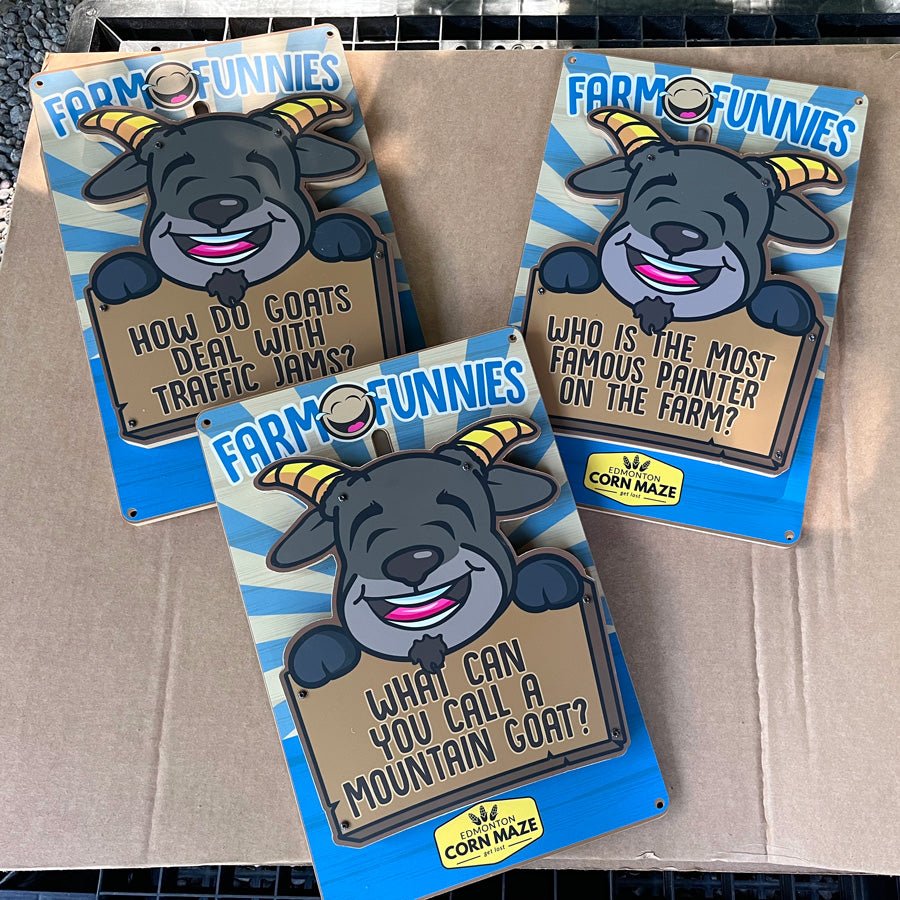 FARM FUNNIES
HOW DO GOATS
DEAL WITH
TRAFFIC JAMS?
FARM FUNNIES
WHO IS THE MOST
FAMOUS PAINTER
ON THE FARM?
EDMONTON
CORN MAZE
get lost
FARM FUNNIES
WHAT CAN
YOU CALL A
MOUNTAIN GOAT?
EDMONTON
CORN MAZE
get lost